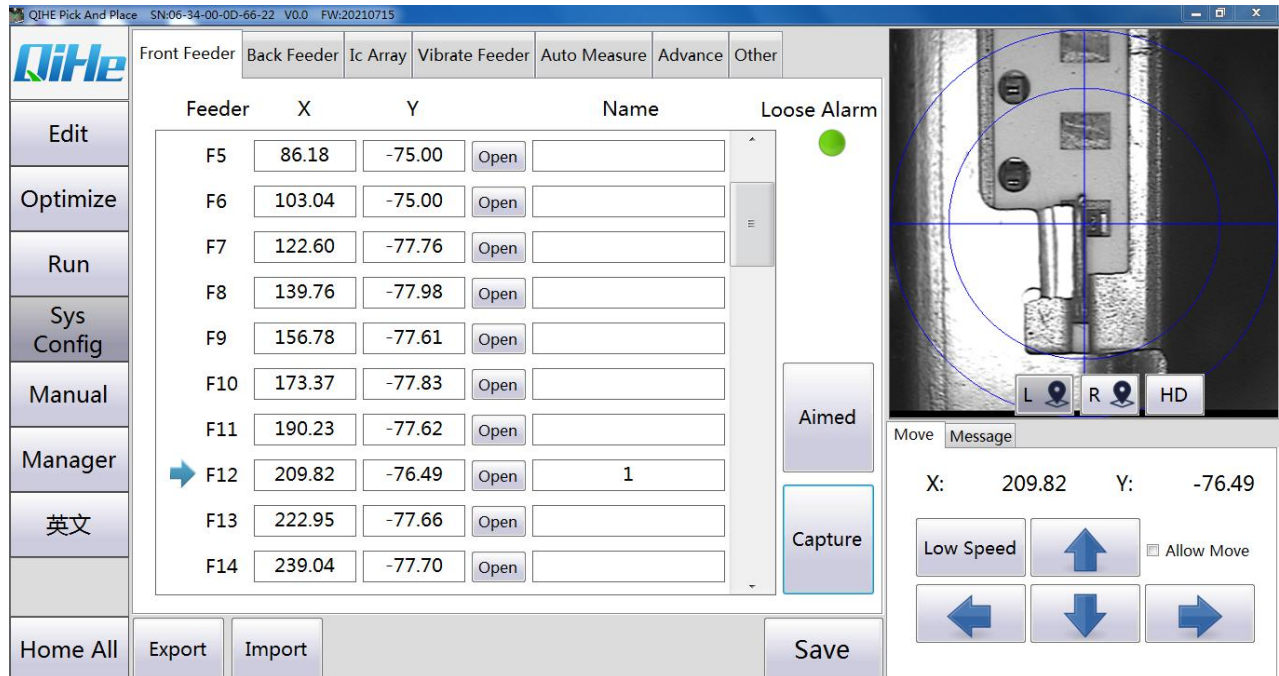 QIHE Pick And Place SN:06-34-00-0D-66-22 V0.0 FW:20210715
QiHe
Edit
Optimize
Run
Sys
Config
Manual
Manager
英文
Home All
Front Feeder Back Feeder Ic Array Vibrate Feeder Auto Measure Advance Other
Feeder X Y Name Loose Alarm
F5 86.18 -75.00 Open
F6 103.04 -75.00 Open
F7 122.60 -77.76 Open
F8 139.76 -77.98 Open
F9 156.78 -77.61 Open
F10 173.37 -77.83 Open
F11 190.23 -77.62 Open
F12 209.82 -76.49 Open 1
F13 222.95 -77.66 Open
F14 239.04 -77.70 Open
Aimed
Capture
Export Import Save
L R HD
Move Message
X: 209.82 Y: -76.49
Low Speed Allow Move